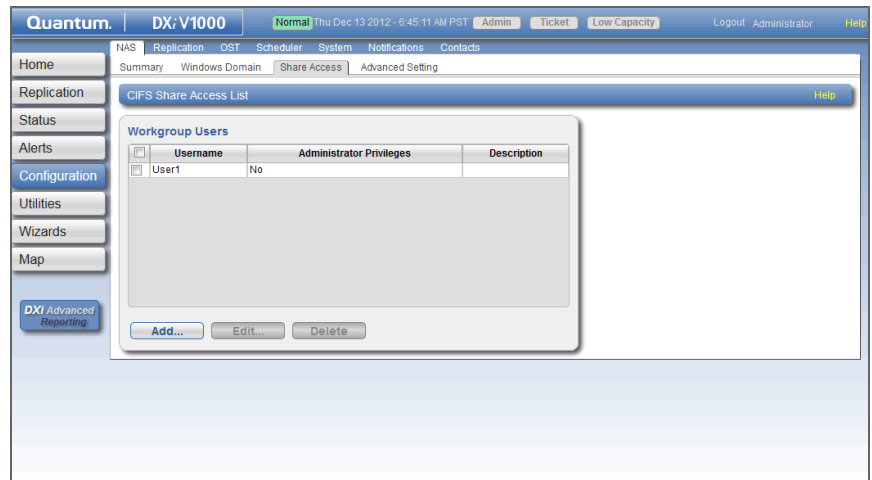 Quantum. DXi V1000 Normal Thu Dec 13 2012 - 6:45:11 AM PST Admin Ticket Low Capacity Logout Administrator Help
NAS Replication OST Scheduler System Notifications Contacts
Home
Summary Windows Domain Share Access Advanced Setting
Replication
CIFS Share Access List Help
Status
Workgroup Users
Alerts
Username Administrator Privileges Description
Configuration
User1 No
Utilities
Wizards
Map
DXi Advanced
Reporting
Add... Edit... Delete